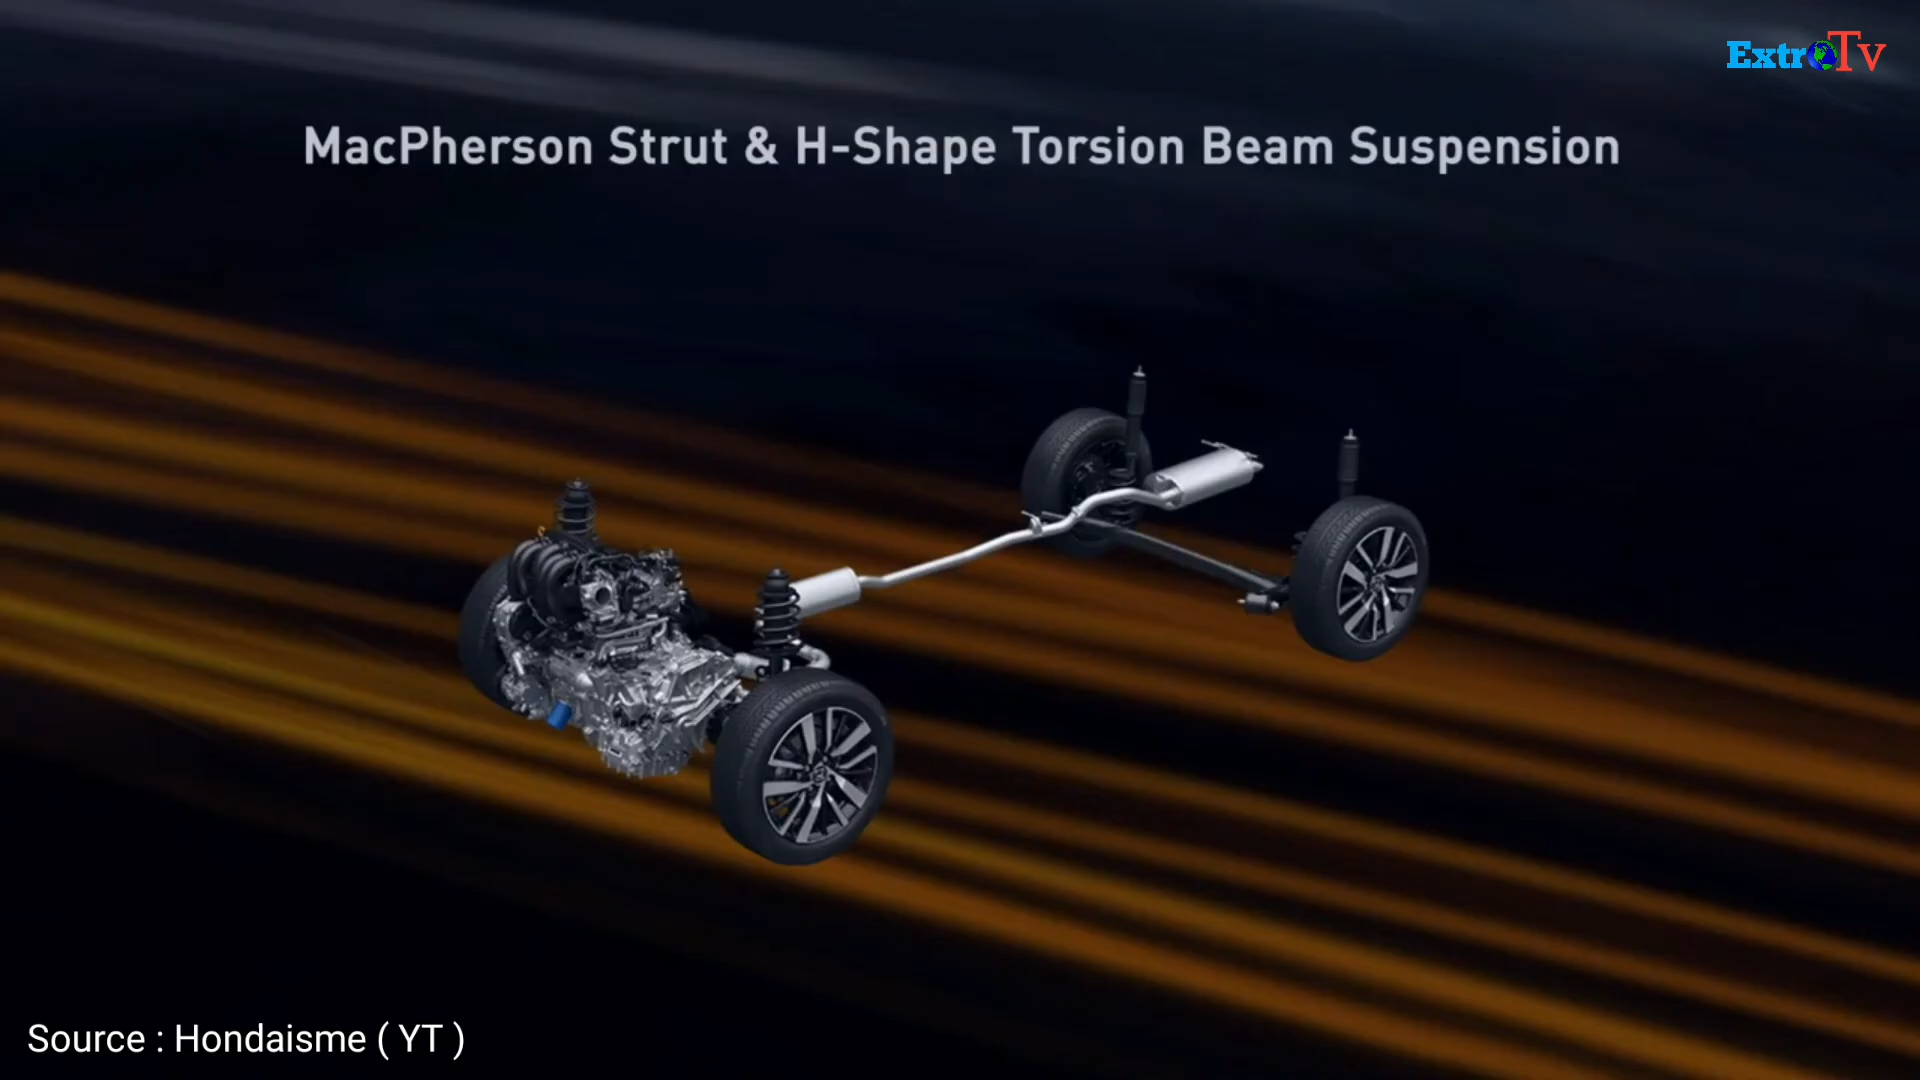 ExtroTv
MacPherson Strut & H-Shape Torsion Beam Suspension
Source : Hondaisme ( YT )